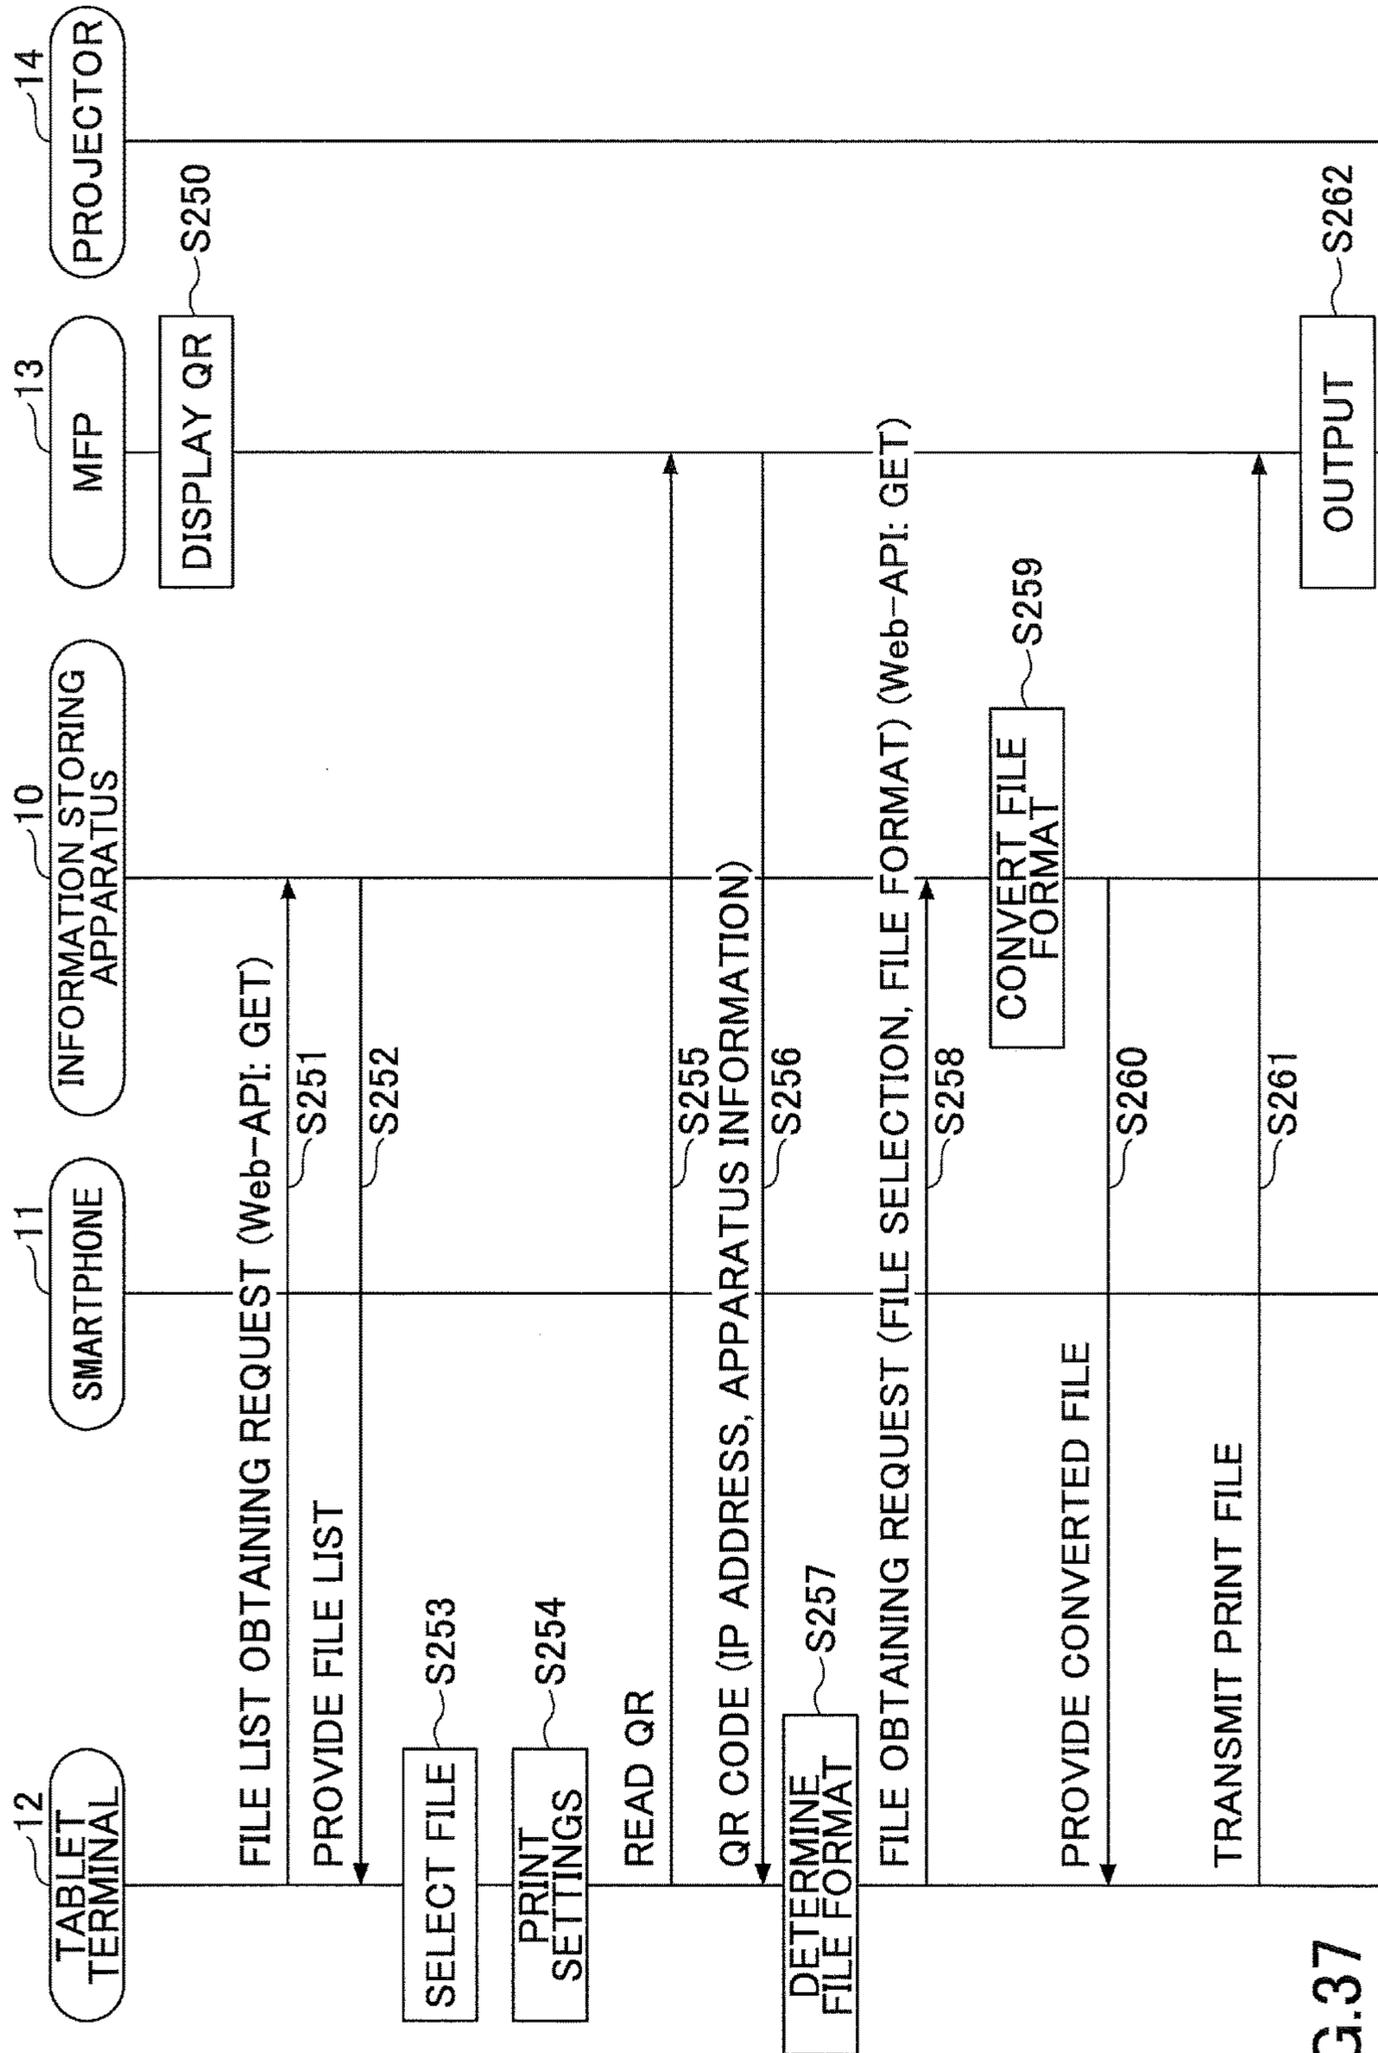 12
TABLET
TERMINAL
11
SMARTPHONE
10
INFORMATION STORING
APPARATUS
13
MFP
14
PROJECTOR
DISPLAY QR
S250
FILE LIST OBTAINING REQUEST (Web-API: GET)
S251
PROVIDE FILE LIST
S252
SELECT FILE
S253
PRINT
SETTINGS
S254
READ QR
S255
QR CODE (IP ADDRESS, APPARATUS INFORMATION)
S256
DETERMINE
FILE FORMAT
S257
FILE OBTAINING REQUEST (FILE SELECTION, FILE FORMAT) (Web-API: GET)
S258
CONVERT FILE
FORMAT
S259
PROVIDE CONVERTED FILE
S260
TRANSMIT PRINT FILE
S261
OUTPUT
S262
G.37